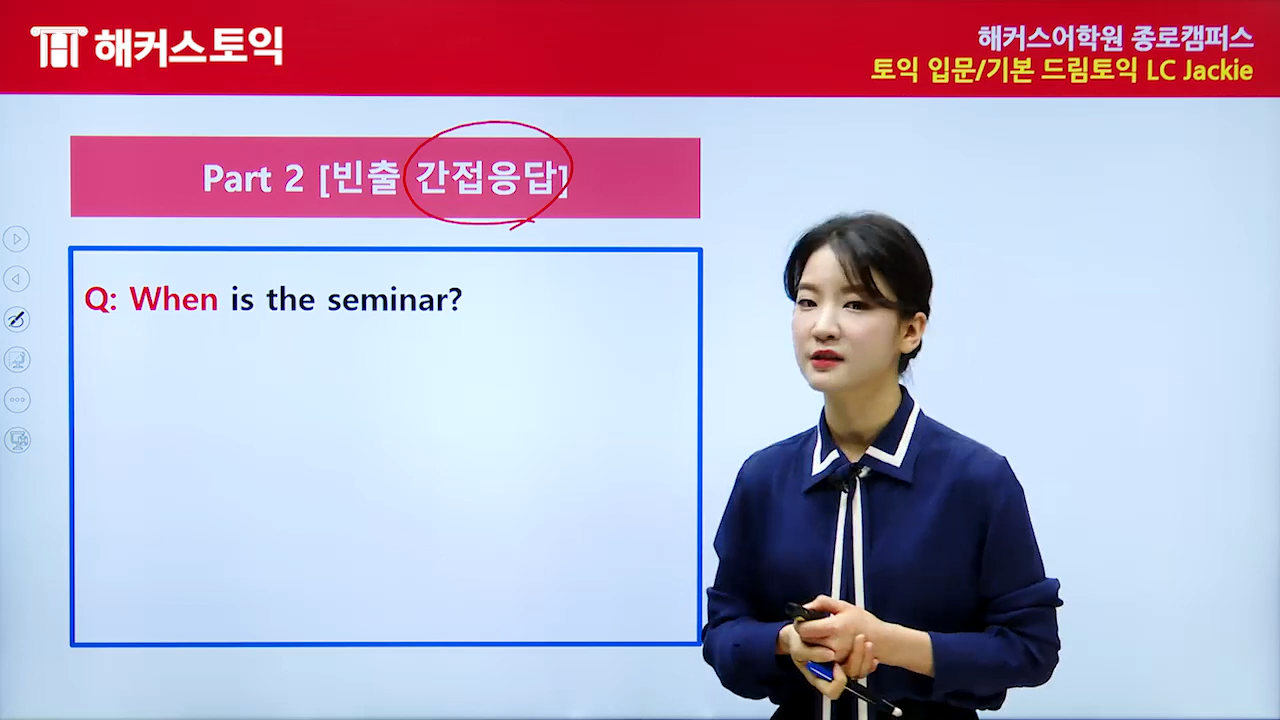 해커스토익
해커스어학원 종로캠퍼스
토익 입문/기본 드림토익 LC Jackie
Part 2 [빈출 간접응답]
Q: When is the seminar?